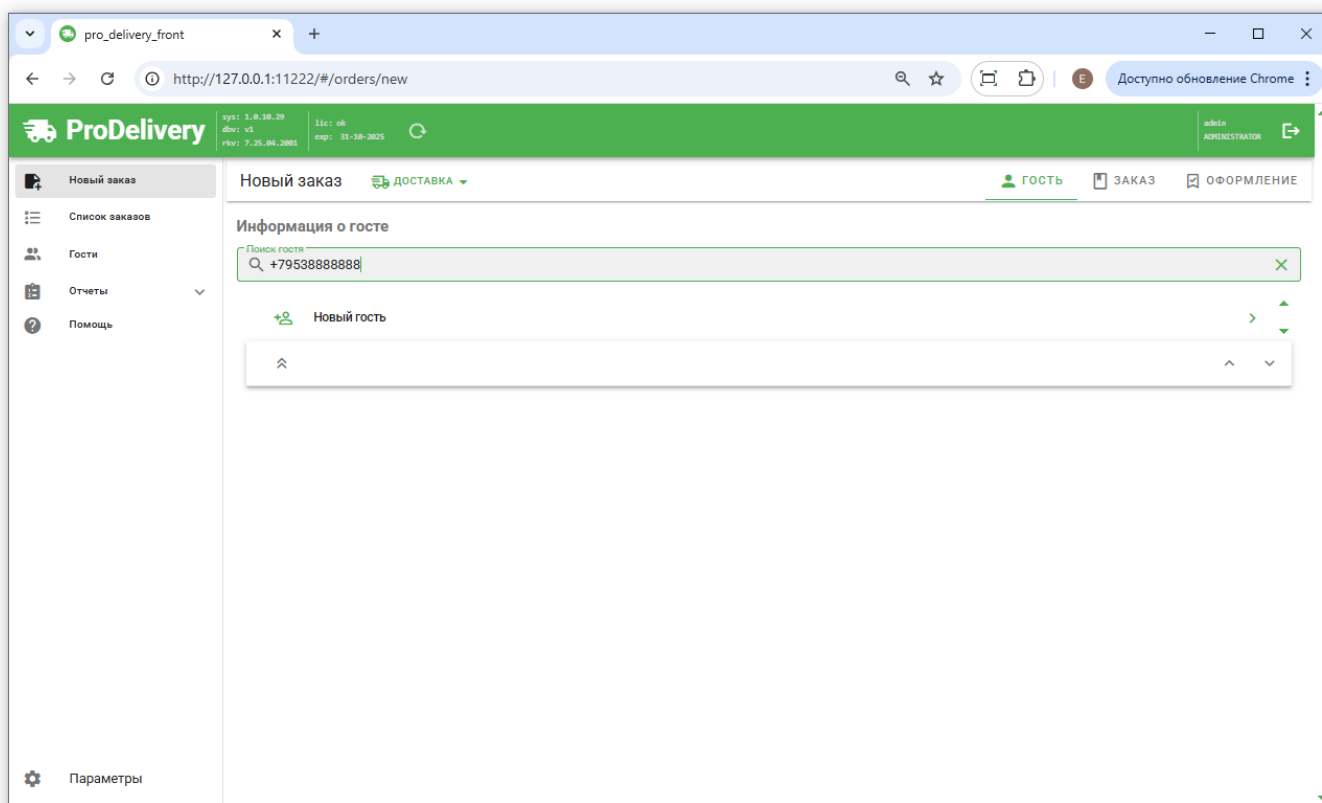 pro_delivery_front
http://127.0.0.1:11222/#/orders/new
E
Доступно обновление Chrome
ProDelivery
sys: 1.0.10.29
dbv: v1
rkv: 7.25.04.2001
lic: ok
exp: 31-10-2025
admin
ADMINISTRATOR
Новый заказ
Список заказов
Гости
Отчеты
Помощь
Параметры
Новый заказ
ДОСТАВКА
ГОСТЬ
ЗАКАЗ
ОФОРМЛЕНИЕ
Информация о госте
Поиск гостя
+79538888888
Новый гость